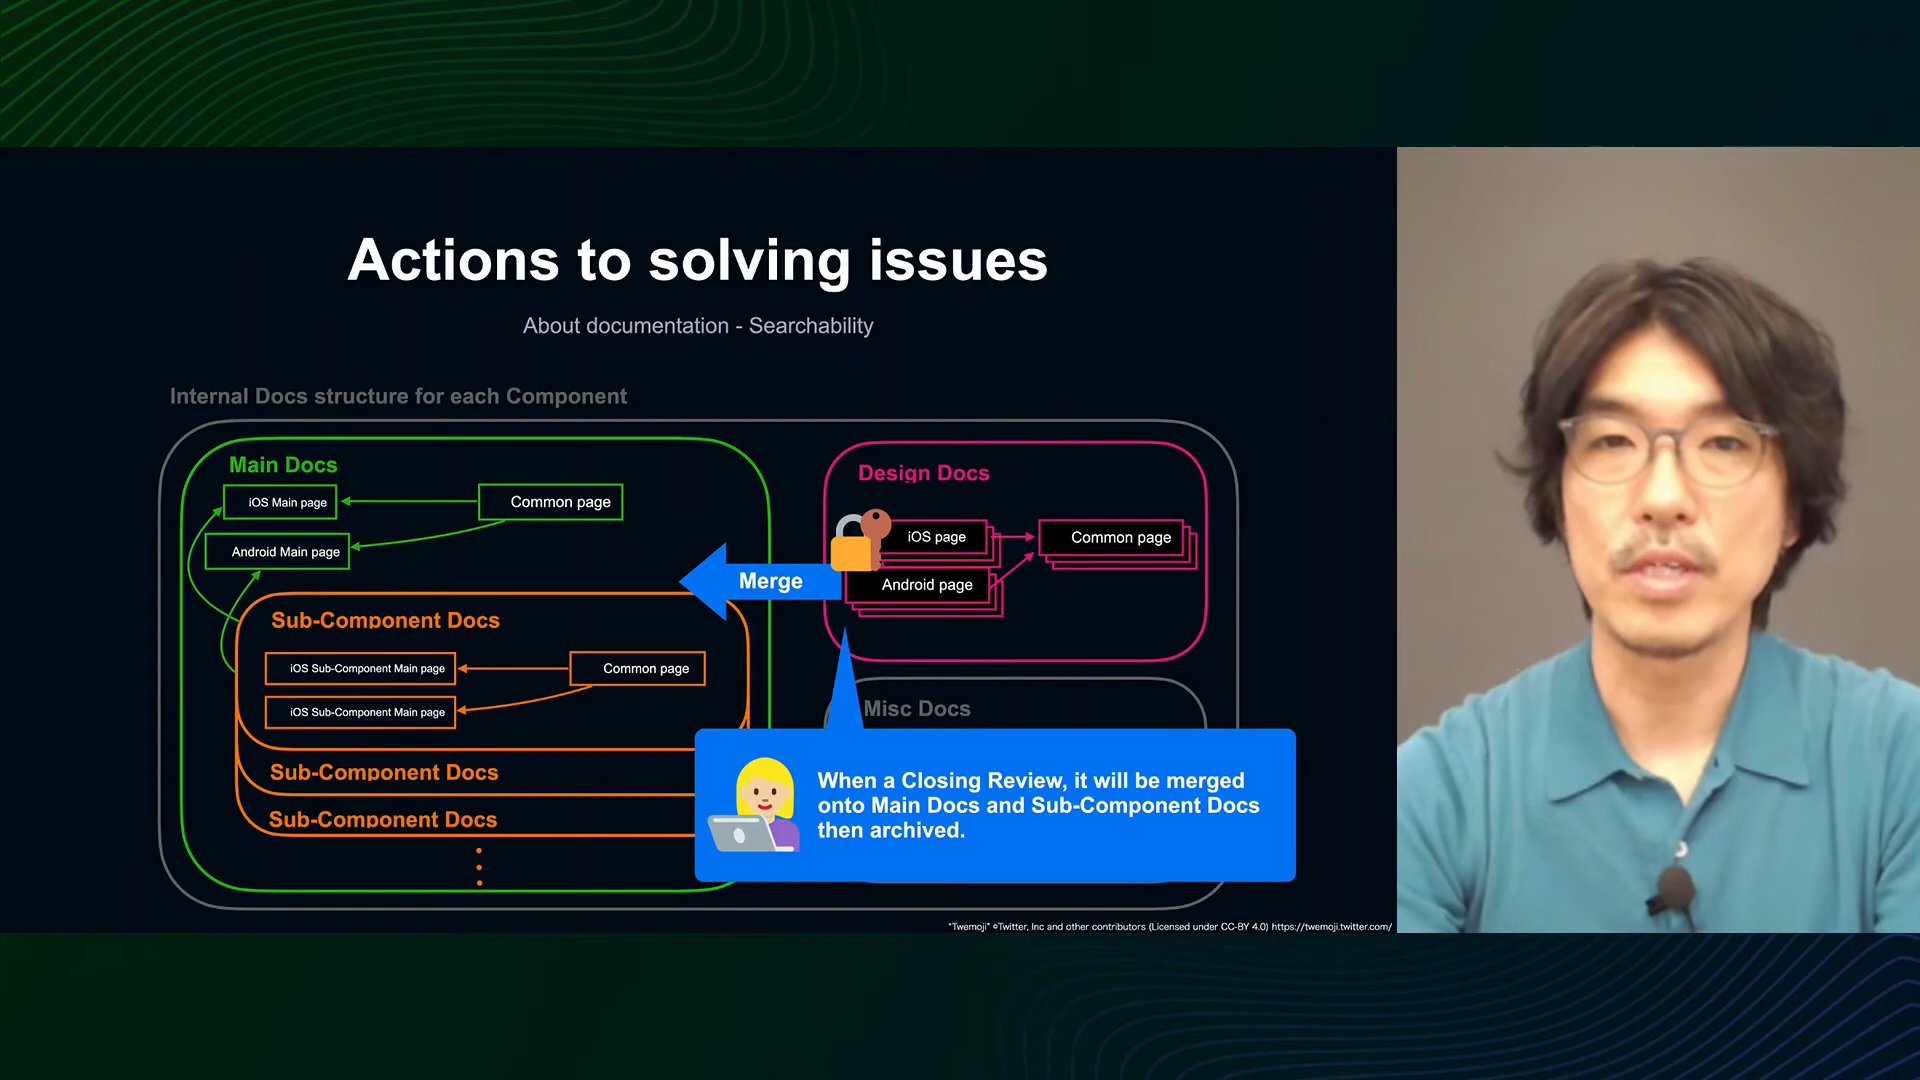 Actions to solving issues
About documentation - Searchability
Internal Docs structure for each Component
Main Docs
iOS Main page
Common page
Android Main page
Sub-Component Docs
iOS Sub-Component Main page
Common page
iOS Sub-Component Main page
Sub-Component Docs
Sub-Component Docs
Merge
Design Docs
iOS page
Common page
Android page
Misc Docs
When a Closing Review, it will be merged
onto Main Docs and Sub-Component Docs
then archived.
"Twemoji" ©Twitter, Inc and other contributors (Licensed under CC-BY 4.0) https://twemoji.twitter.com/